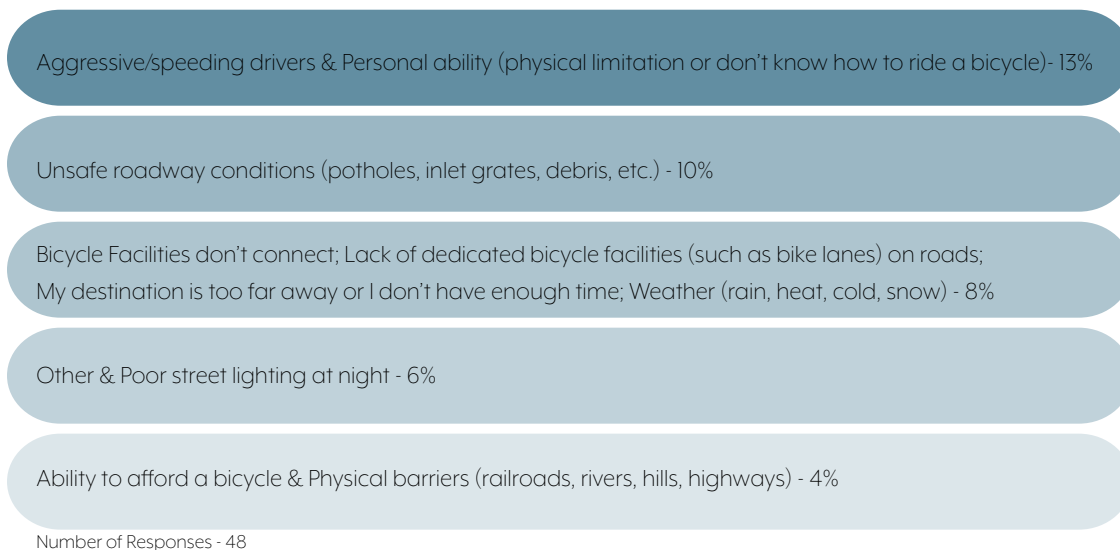 Aggressive/speeding drivers & Personal ability (physical limitation or don't know how to ride a bicycle)- 13%
Unsafe roadway conditions (potholes, inlet grates, debris, etc.) - 10%
Bicycle Facilities don't connect; Lack of dedicated bicycle facilities (such as bike lanes) on roads;
My destination is too far away or I don't have enough time; Weather (rain, heat, cold, snow) - 8%
Other & Poor street lighting at night - 6%
Ability to afford a bicycle & Physical barriers (railroads, rivers, hills, highways) - 4%
Number of Responses - 48